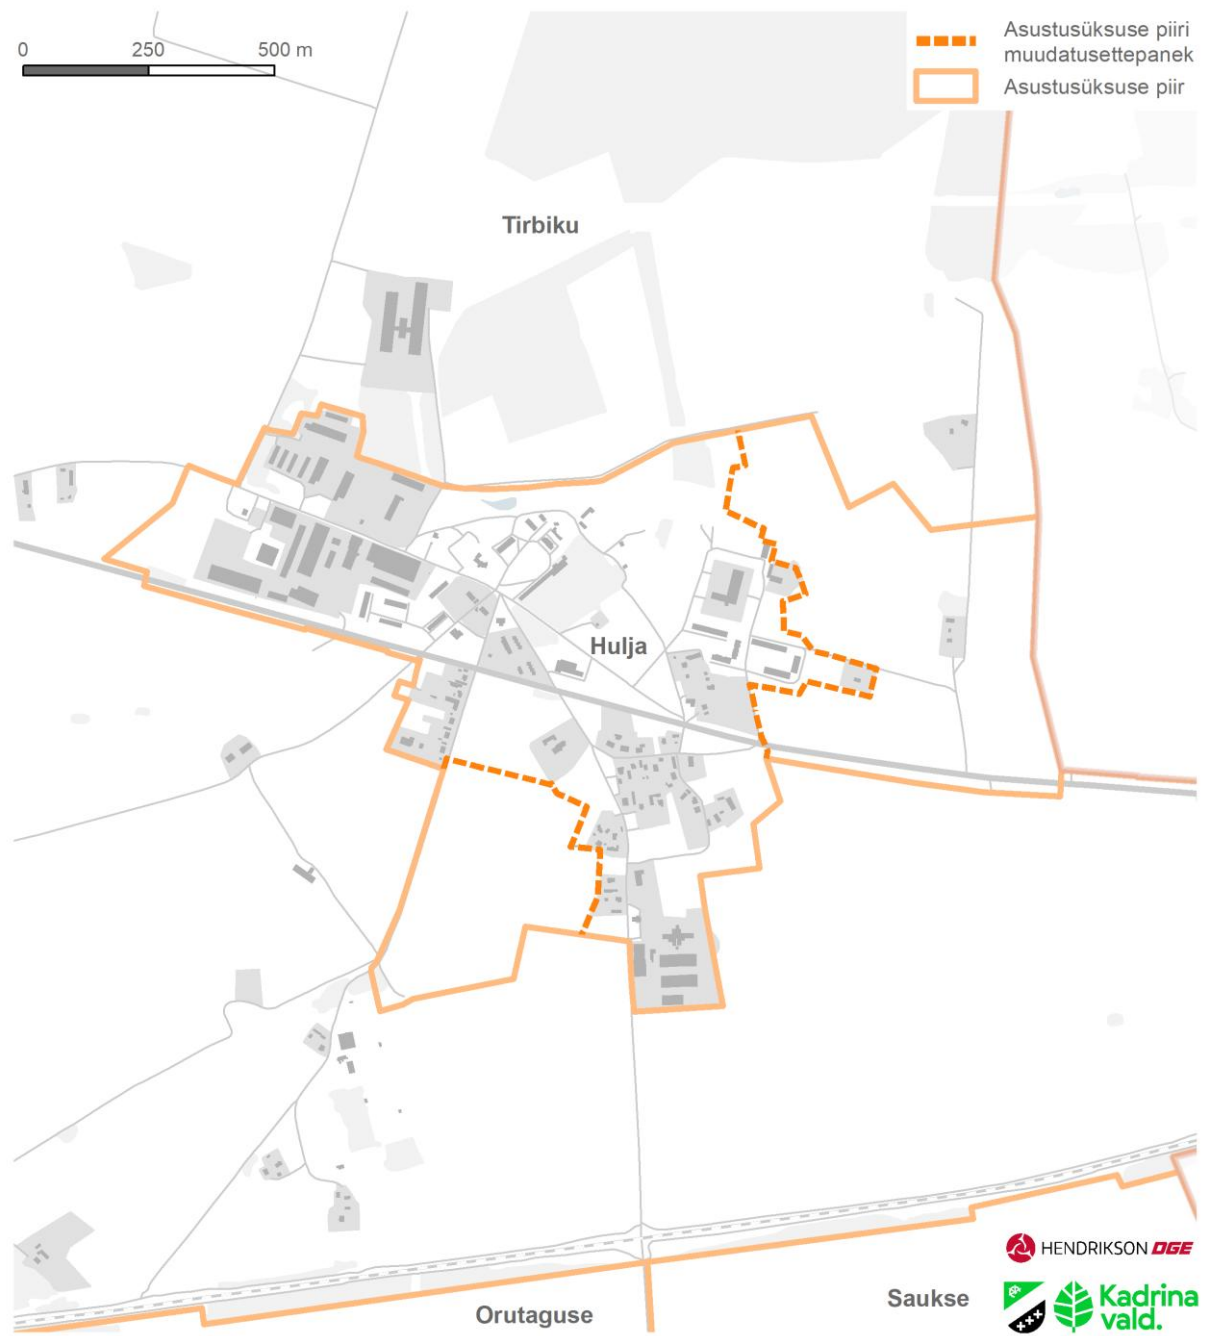 0 250 500 m
Asustusüksuse piiri
muudatusettepanek
Asustusüksuse piir
Tirbiku
Hulja
Orutaguse
Saukse
HENDRIKSON DGE
Kadrina
vald.